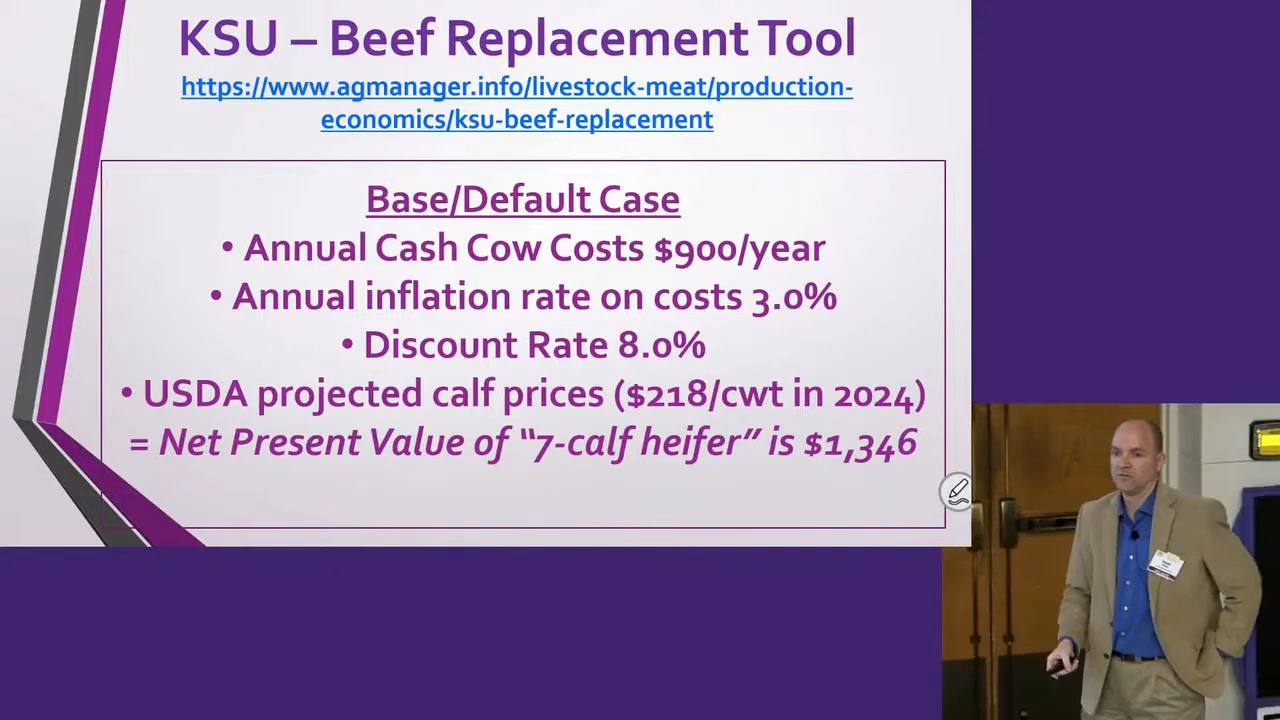 KSU – Beef Replacement Tool
https://www.agmanager.info/livestock-meat/production-
economics/ksu-beef-replacement
Base/Default Case
• Annual Cash Cow Costs $900/year
• Annual inflation rate on costs 3.0%
• Discount Rate 8.0%
• USDA projected calf prices ($218/cwt in 2024)
= Net Present Value of “7-calf heifer” is $1,346